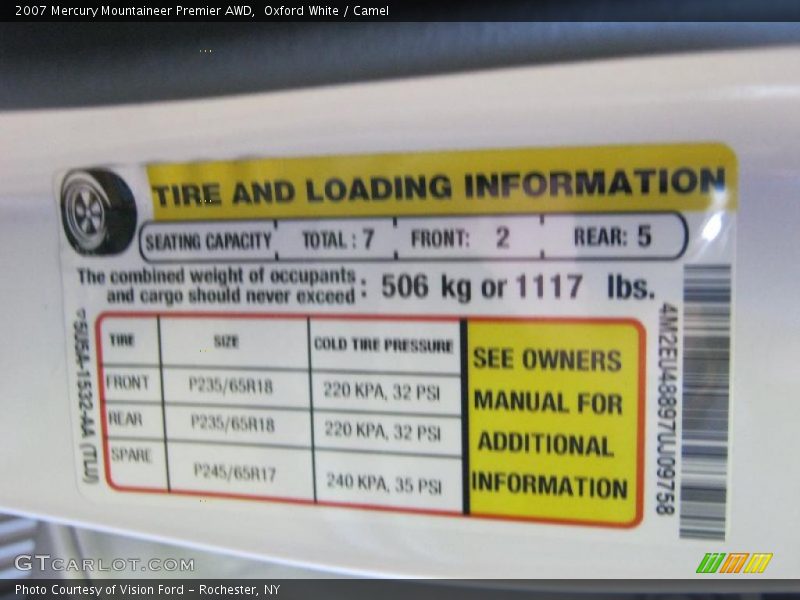 2007 Mercury Mountaineer Premier AWD,  Oxford White / Camel
TIRE AND LOADING INFORMATION
SEATING CAPACITY TOTAL : 7 FRONT: 2 REAR: 5
The combined weight of occupants
and cargo should never exceed : 506 kg or 1117 lbs.
TIRE SIZE COLD TIRE PRESSURE
FRONT P235/65R18 220 KPA, 32 PSI
REAR P235/65R18 220 KPA, 32 PSI
SPARE P245/65R17 240 KPA, 35 PSI
SEE OWNERS
MANUAL FOR
ADDITIONAL
INFORMATION
5U5A-1532-AA (TLU)
4M2EU48897UJ09758
GTCARLOT.COM
Photo Courtesy of Vision Ford – Rochester, NY